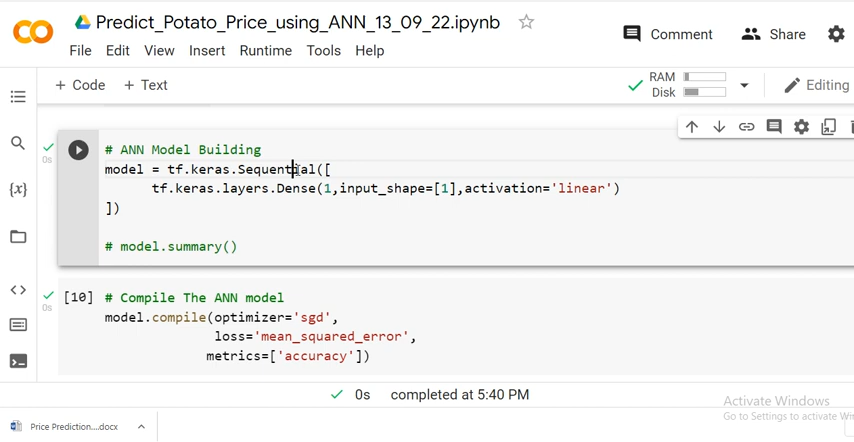 Predict_Potato_Price_using_ANN_13_09_22.ipynb
File Edit View Insert Runtime Tools Help
Comment
Share
+ Code + Text
RAM
Disk
Editing
# ANN Model Building
model = tf.keras.Sequential([
tf.keras.layers.Dense(1,input_shape=[1],activation='linear')
])
# model.summary()
0s
{x}
[10] # Compile The ANN model
model.compile(optimizer='sgd',
loss='mean_squared_error',
metrics=['accuracy'])
0s
0s completed at 5:40 PM
Activate Windows
Go to Settings to activate
Price Prediction....docx